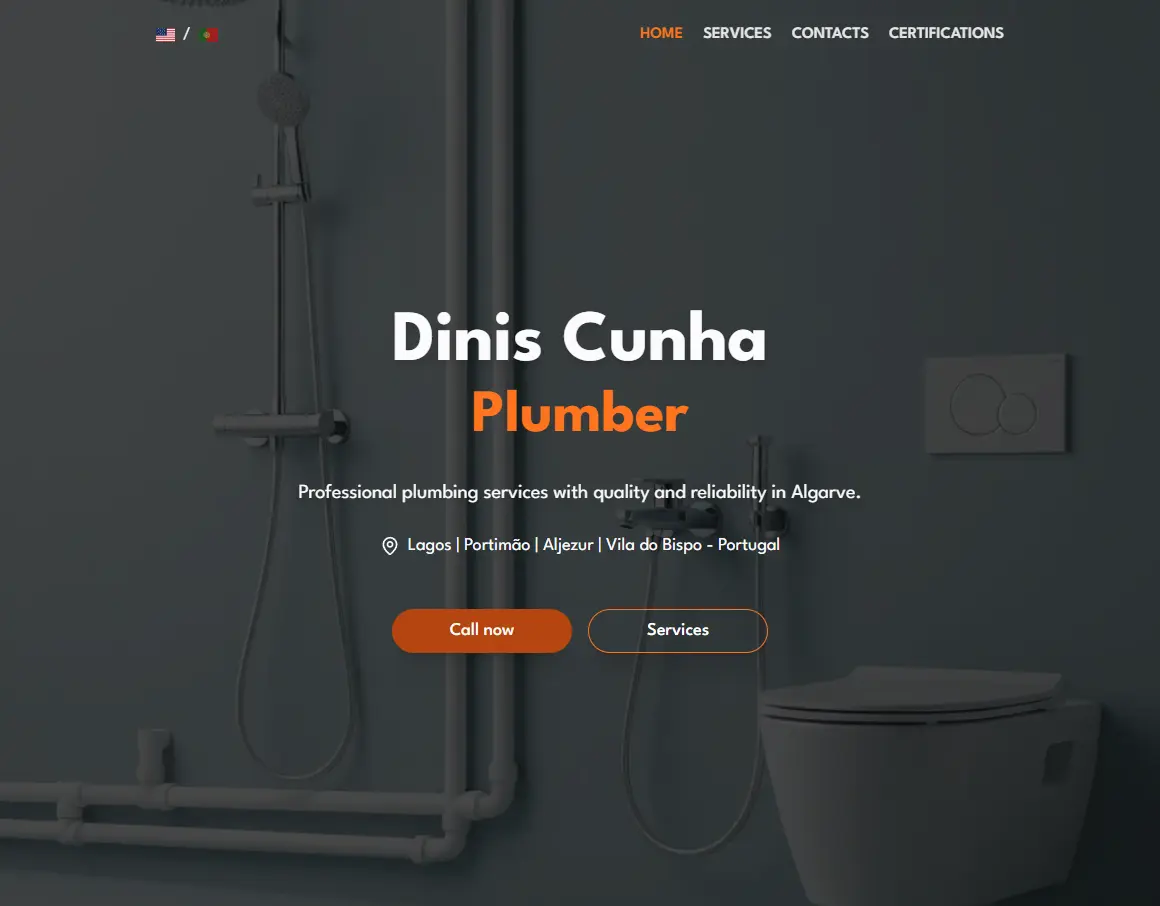 /
HOME SERVICES CONTACTS CERTIFICATIONS
Dinis Cunha
Plumber
Professional plumbing services with quality and reliability in Algarve.
Lagos | Portimão | Aljezur | Vila do Bispo - Portugal
Call now
Services